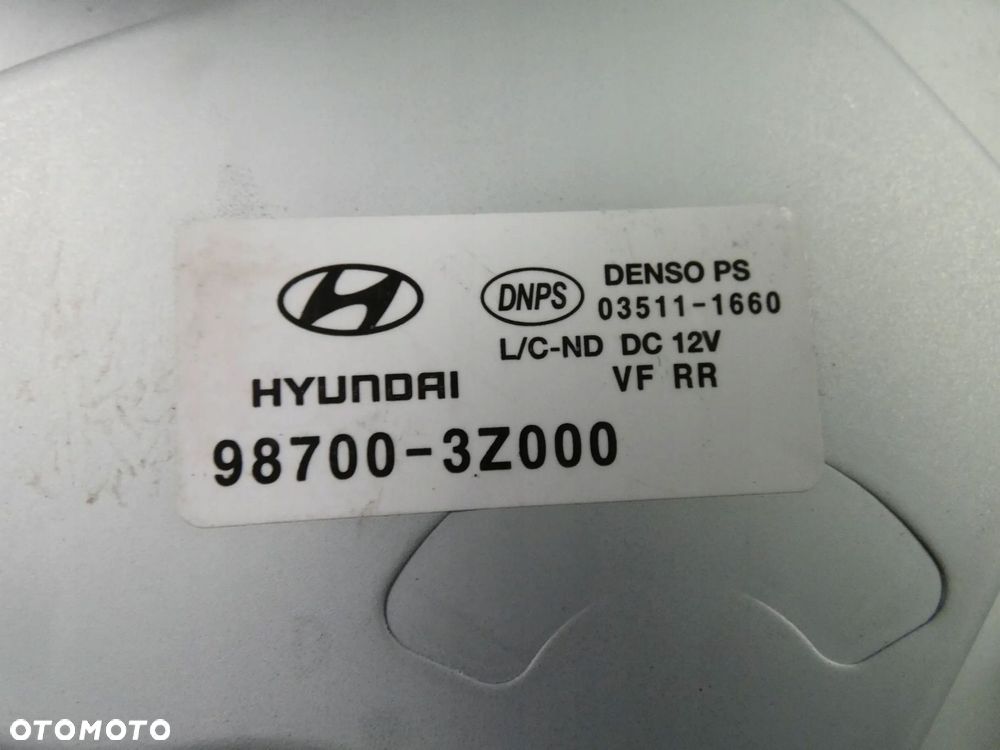 DNPS DENSO PS
03511-1660
L/C-ND DC 12V
HYUNDAI VF RR
98700-3Z000
OTOMOTO